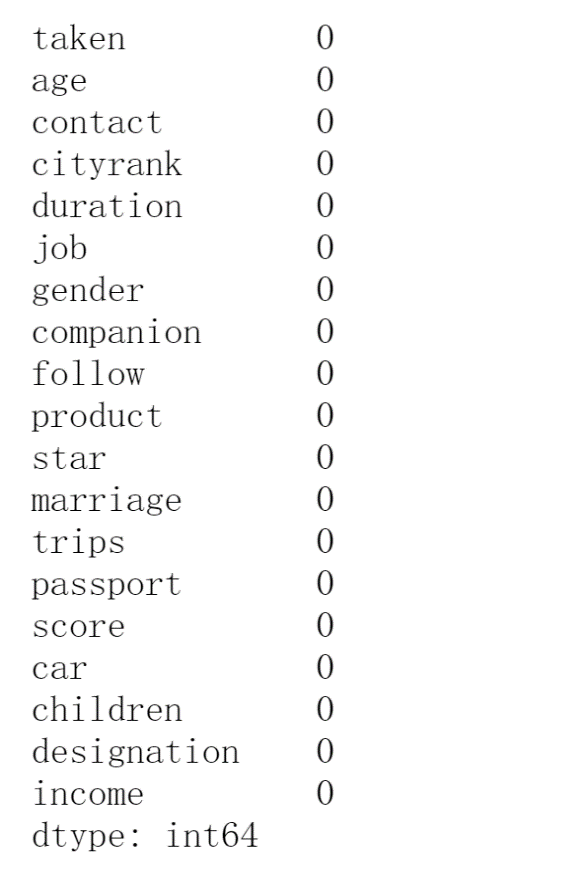 taken 0
age 0
contact 0
cityrank 0
duration 0
job 0
gender 0
companion 0
follow 0
product 0
star 0
marriage 0
trips 0
passport 0
score 0
car 0
children 0
designation 0
income 0
dtype: int64